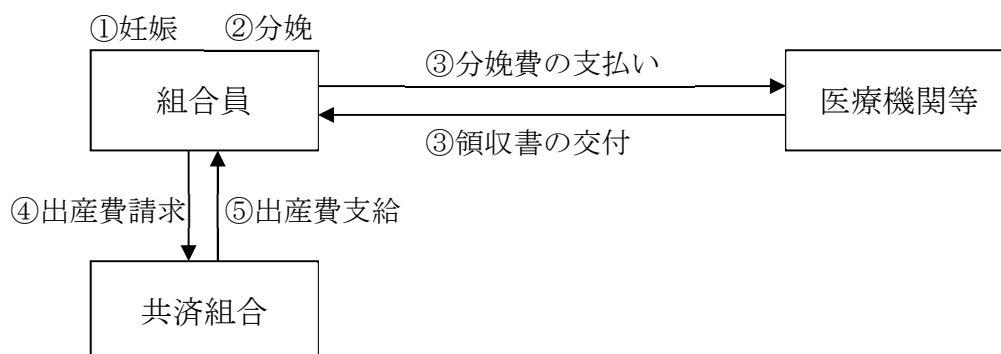 ①妊娠 ②分娩
③分娩費の支払い
組合員
医療機関等
③領収書の交付
④出産費請求 ⑤出産費支給
共済組合